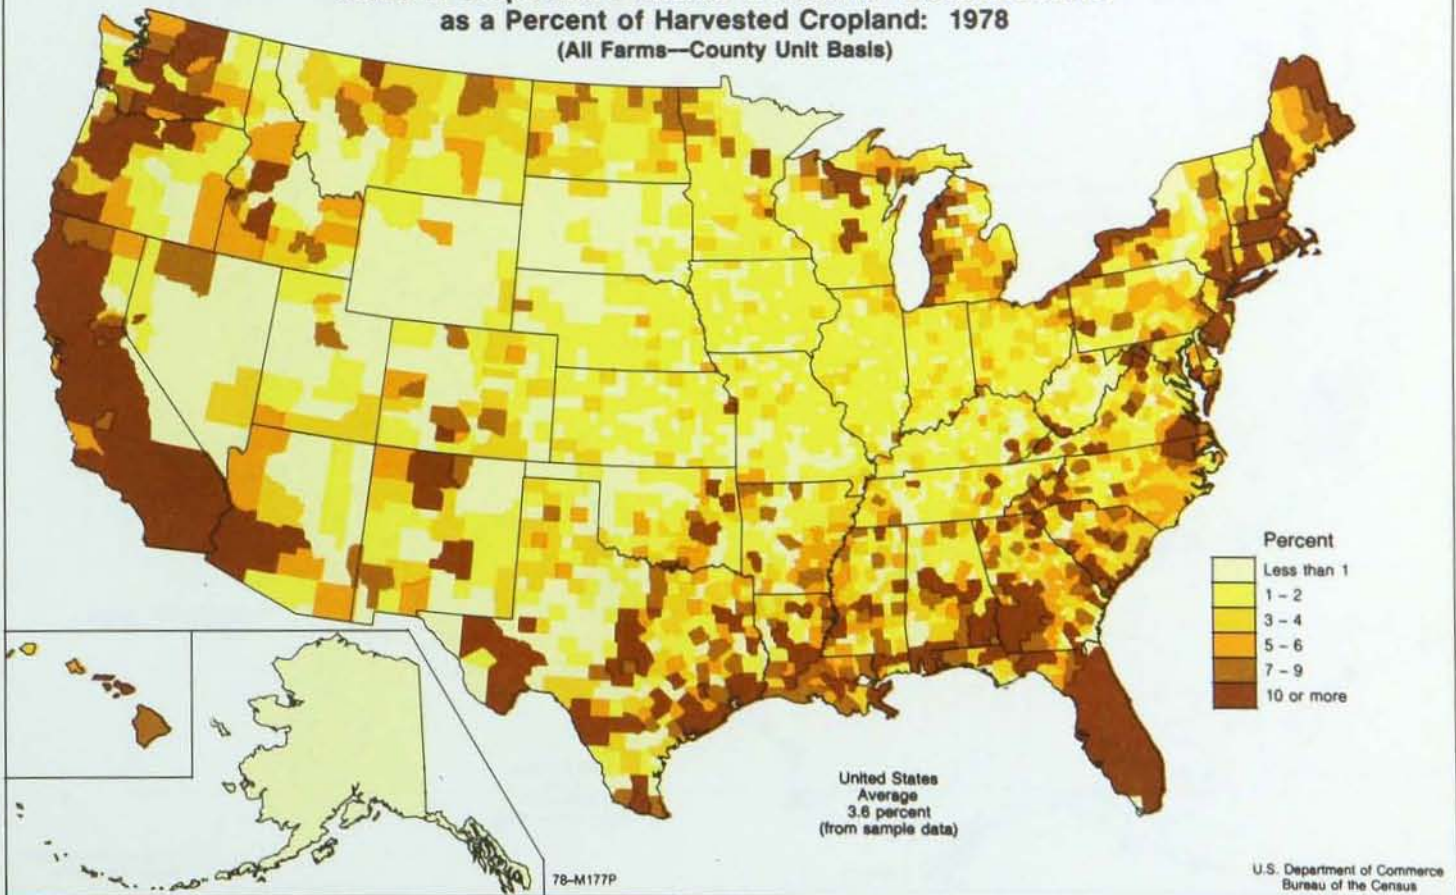 as a Percent of Harvested Cropland: 1978
(All Farms—County Unit Basis)
Percent
Less than 1
1 – 2
3 – 4
5 – 6
7 – 9
10 or more
United States
Average
3.6 percent
(from sample data)
78–M177P
U.S. Department of Commerce
Bureau of the Census